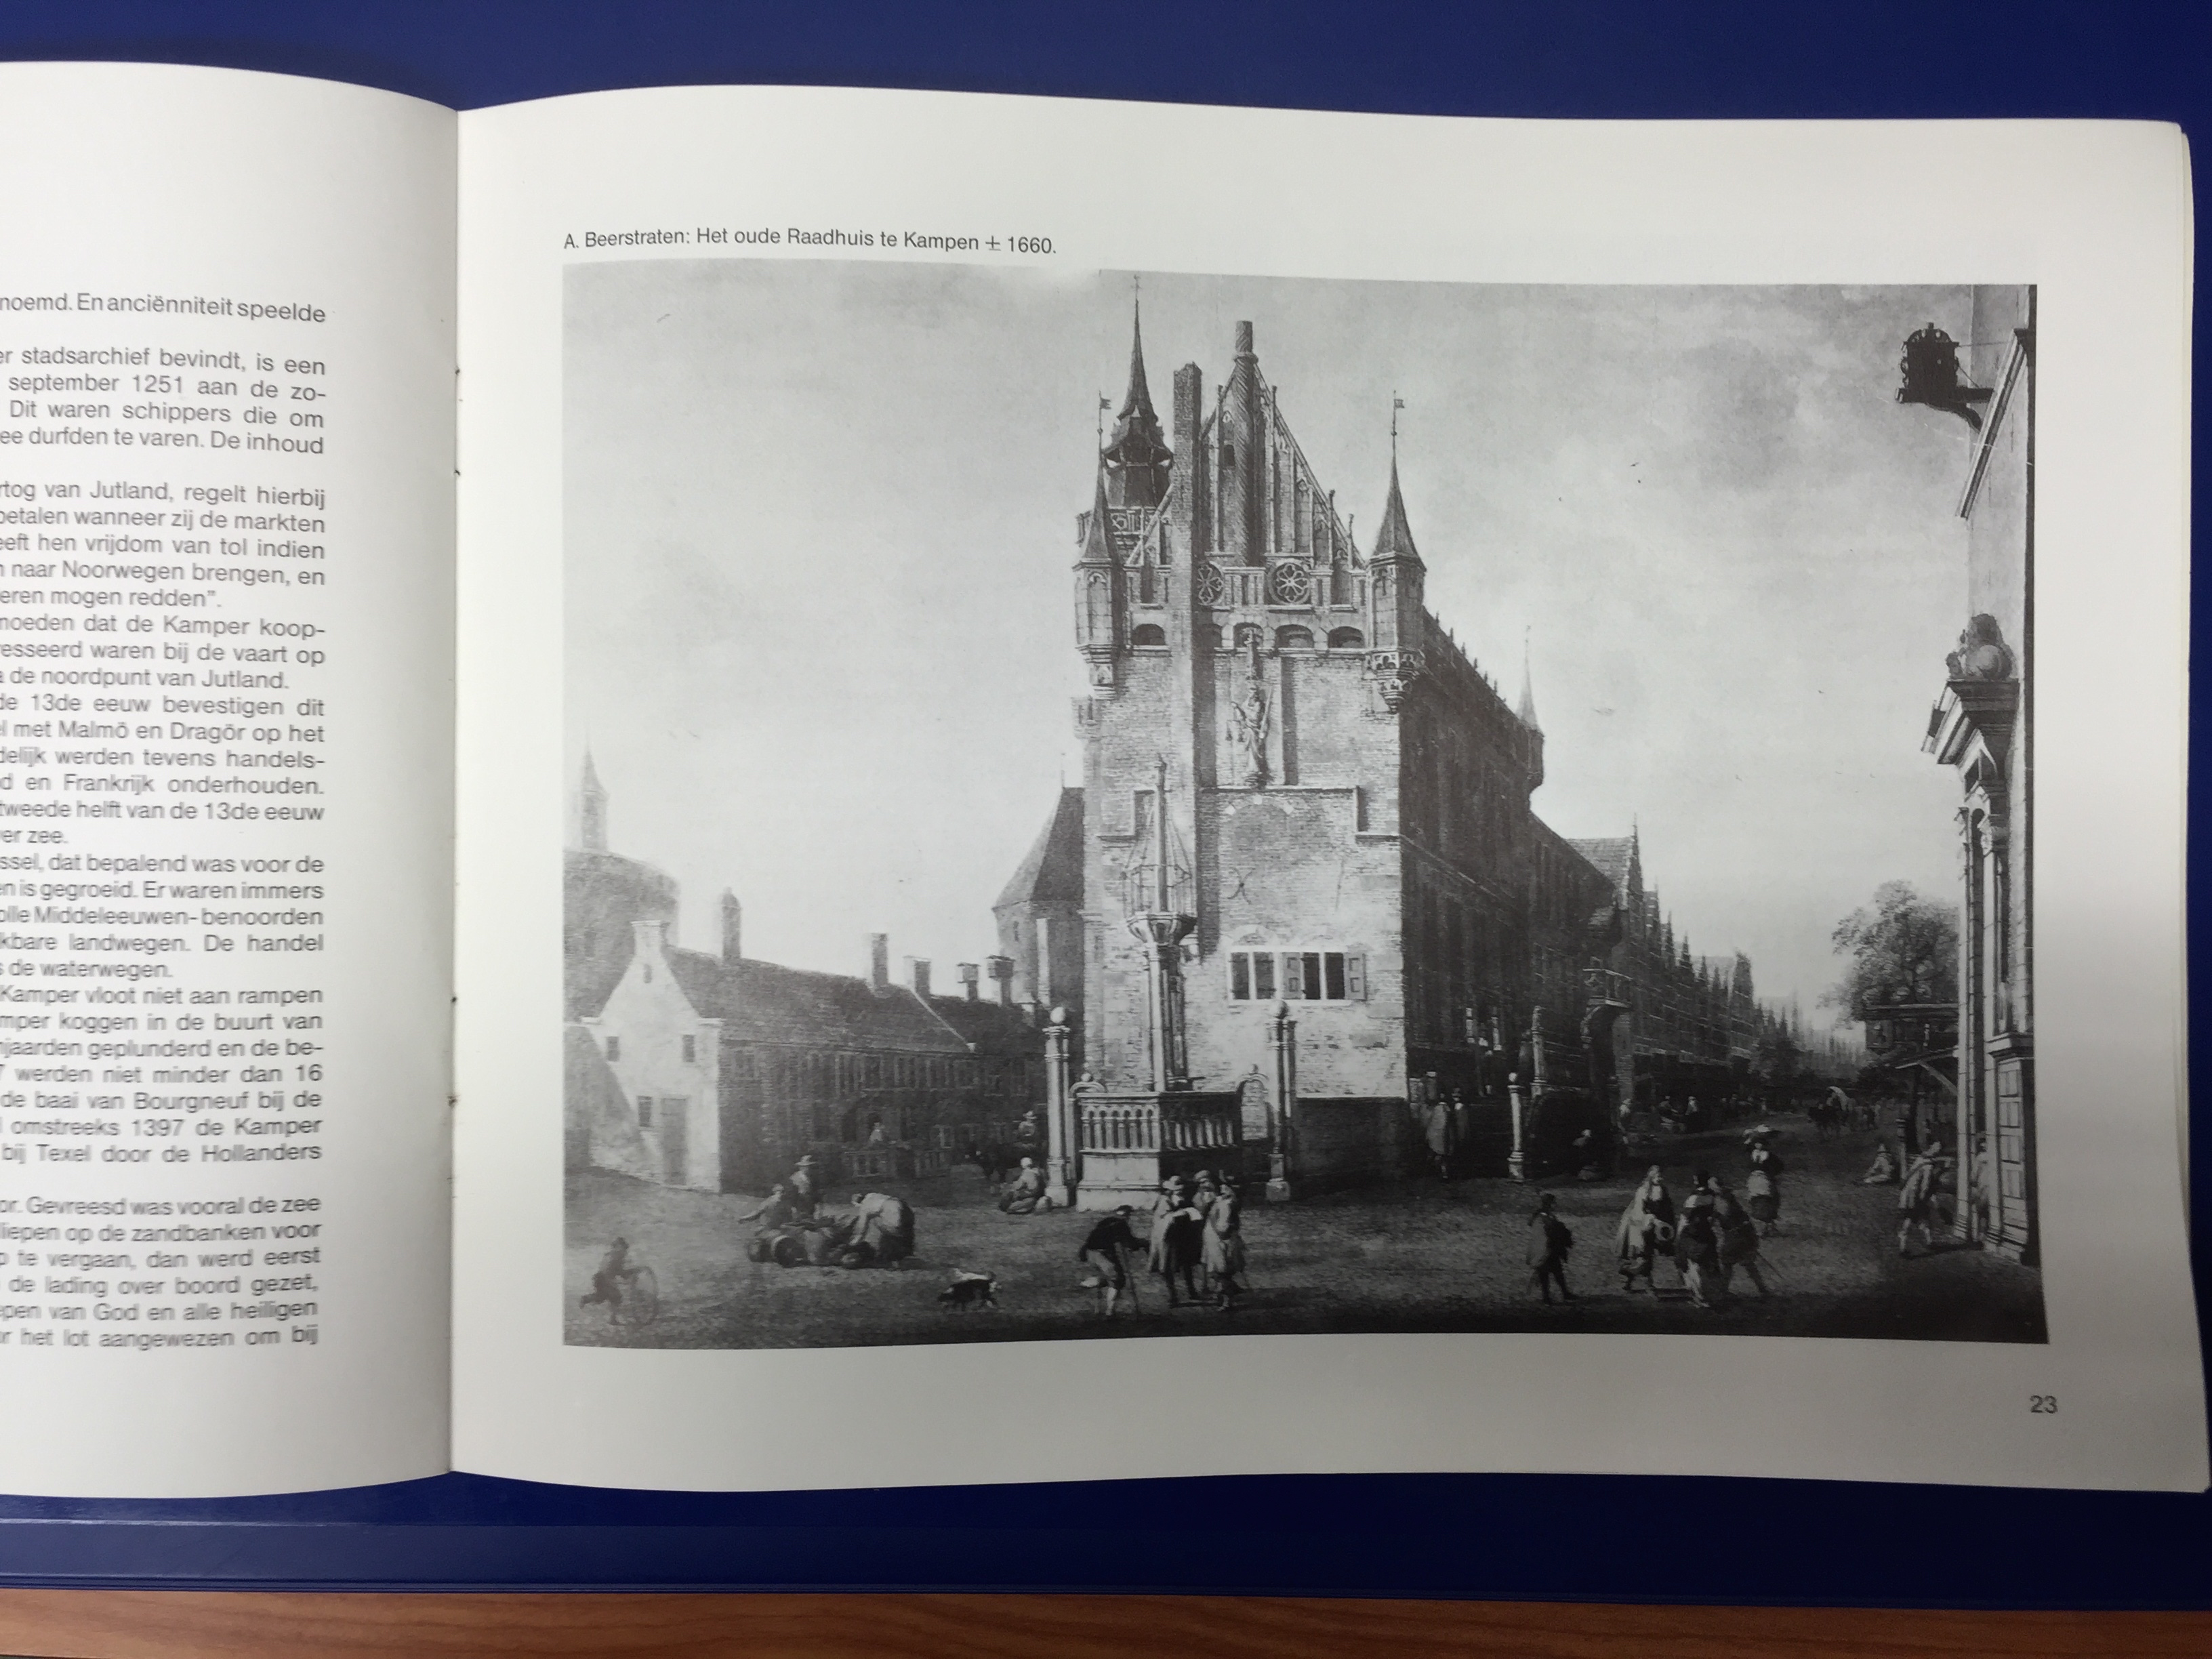 noemd. En anciënniteit speelde
er stadsarchief bevindt, is een
september 1251 aan de zo-
Dit waren schippers die om
ee durfden te varen. De inhoud
rtog van Jutland, regelt hierbij
betalen wanneer zij de markten
eeft hen vrijdom van tol indien
n naar Noorwegen brengen, en
eren mogen redden”.
noeden dat de Kamper koop-
resseerd waren bij de vaart op
a de noordpunt van Jutland.
de 13de eeuw bevestigen dit
el met Malmö en Dragör op het
delijk werden tevens handels-
d en Frankrijk onderhouden.
tweede helft van de 13de eeuw
er zee.
ssel, dat bepalend was voor de
en is gegroeid. Er waren immers
olle Middeleeuwen - benoorden
kbare landwegen. De handel
s de waterwegen.
Kamper vloot niet aan rampen
mper koggen in de buurt van
njaarden geplunderd en de be-
7 werden niet minder dan 16
de baai van Bourgneuf bij de
l omstreeks 1397 de Kamper
bij Texel door de Hollanders
or. Gevreesd was vooral de zee
liepen op de zandbanken voor
p te vergaan, dan werd eerst
de lading over boord gezet,
epen van God en alle heiligen
or het lot aangewezen om bij
A. Beerstraten: Het oude Raadhuis te Kampen ± 1660.
23